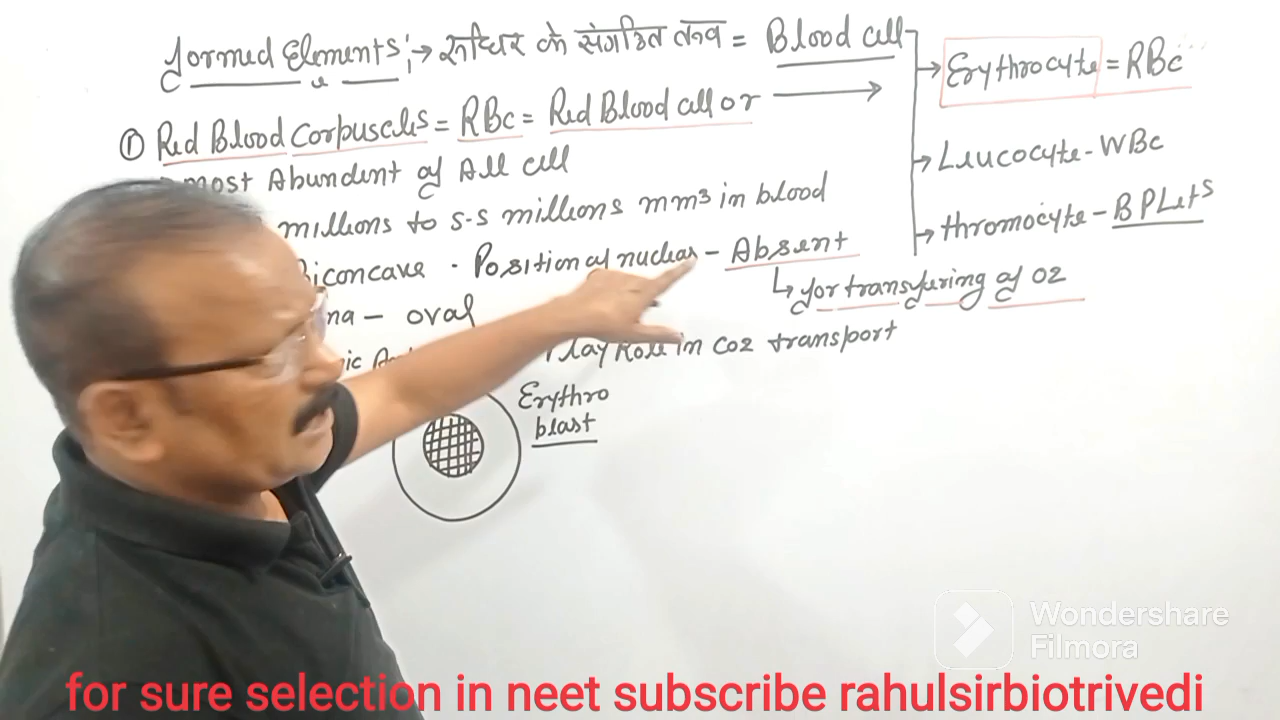 formed Elements;→ रूधिर के संगठित तत्व = Blood cell
→ Erythrocyte = RBc
→ Leucocyte - WBc
→ thromocyte - BPLets
① Red Blood Corpuscles = RBc = Red Blood cell or →
most Abundent of All cell
millions to 5-5 millions mm³ in blood
Biconcave · Position of nuclear - Absent
↳ for transfering of O2
na - oval
Play Role in CO2 transport
Erythro
blast
Wondershare
Filmora
for sure selection in neet subscribe rahulsirbiotrivedi